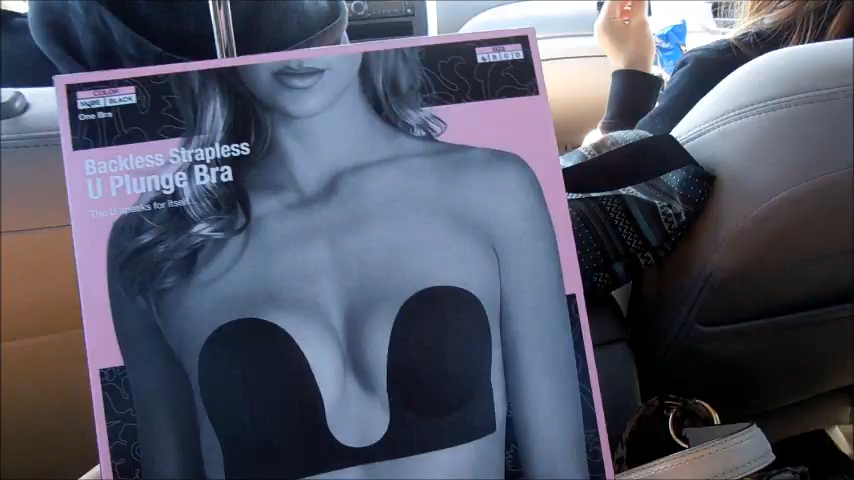 COLOR
NUDE BLACK
One Bra
SIZE
A B C D
Backless Strapless
U Plunge Bra
The U speaks for itself.